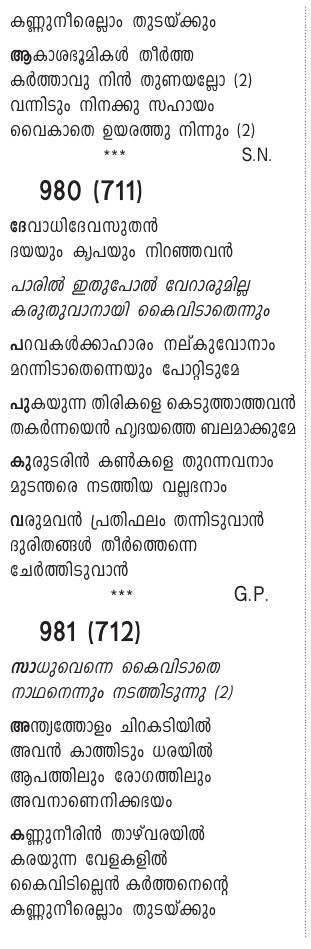 കണ്ണുനീരെല്ലാം തുടയ്ക്കും
ആകാശഭൂമികൾ തീർത്ത
കർത്താവു നിൻ തുണയല്ലോ (2)
വന്നിടും നിനക്കു സഹായം
വൈകാതെ ഉയരത്തു നിന്നും (2)
*** S.N.
980 (711)
ദേവാധിദേവസുതൻ
ദയയും കൃപയും നിറഞ്ഞവൻ
പാരിൽ ഇതുപോൽ വേറാരുമില്ല
കരുതുവാനായി കൈവിടാതെന്നും
പറവകൾക്കാഹാരം നല്കുവോനാം
മറന്നിടാതെന്നെയും പോറ്റിടുമേ
പുകയുന്ന തിരികളെ കെടുത്താത്തവൻ
തകർന്നയെൻ ഹൃദയത്തെ ബലമാക്കുമേ
കുരുടരിൻ കൺകളെ തുറന്നവനാം
മുടന്തരെ നടത്തിയ വല്ലഭനാം
വരുമവൻ പ്രതിഫലം തന്നിടുവാൻ
ദുരിതങ്ങൾ തീർത്തെന്നെ
ചേർത്തിടുവാൻ
*** G.P.
981 (712)
സാധുവെന്നെ കൈവിടാതെ
നാഥനെന്നും നടത്തിടുന്നു (2)
അന്ത്യത്തോളം ചിറകടിയിൽ
അവൻ കാത്തിടും ധരയിൽ
ആപത്തിലും രോഗത്തിലും
അവനാണെനിക്കഭയം
കണ്ണുനീരിൻ താഴ്‌വരയിൽ
കരയുന്ന വേളകളിൽ
കൈവിടില്ലെൻ കർത്തനെന്റെ
കണ്ണുനീരെല്ലാം തുടയ്ക്കും